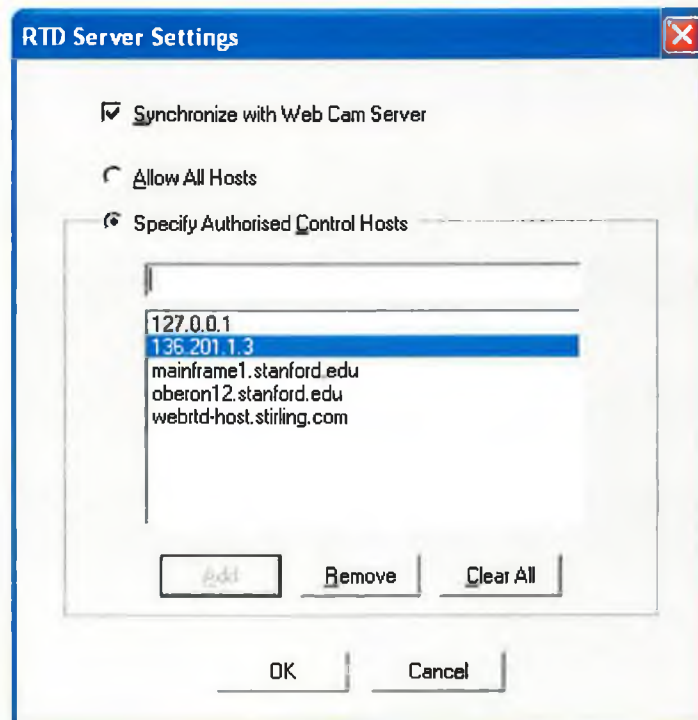 RTD Server Settings
Synchronize with Web Cam Server
Allow All Hosts
Specify Authorised Control Hosts
127.0.0.1
136.201.1.3
mainframe1.stanford.edu
oberon12.stanford.edu
webrtd-host.stirling.com
Add Remove Clear All
OK Cancel